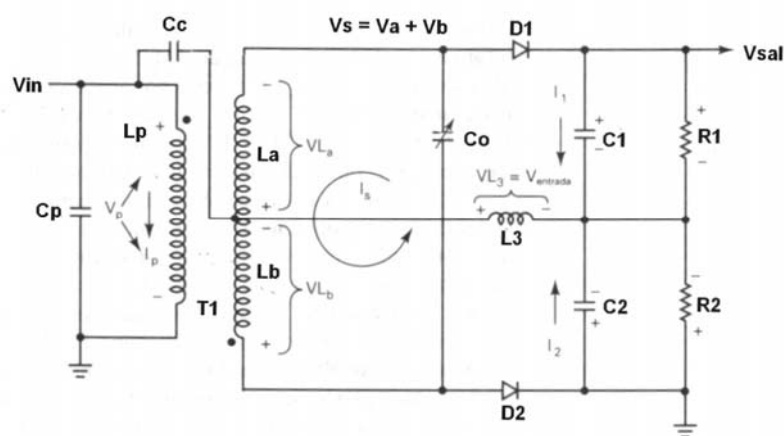 Cc
Vs = Va + Vb
D1
Vsal
Vin
+
Lp
-
VLa
La
+
I1
+
C1
-
+
R1
-
Co
Cp
Vp
Ip
-
T1
Is
VL3 = Ventrada
+ -
L3
-
Lb
VLb
+
I2
-
C2
+
-
R2
+
D2